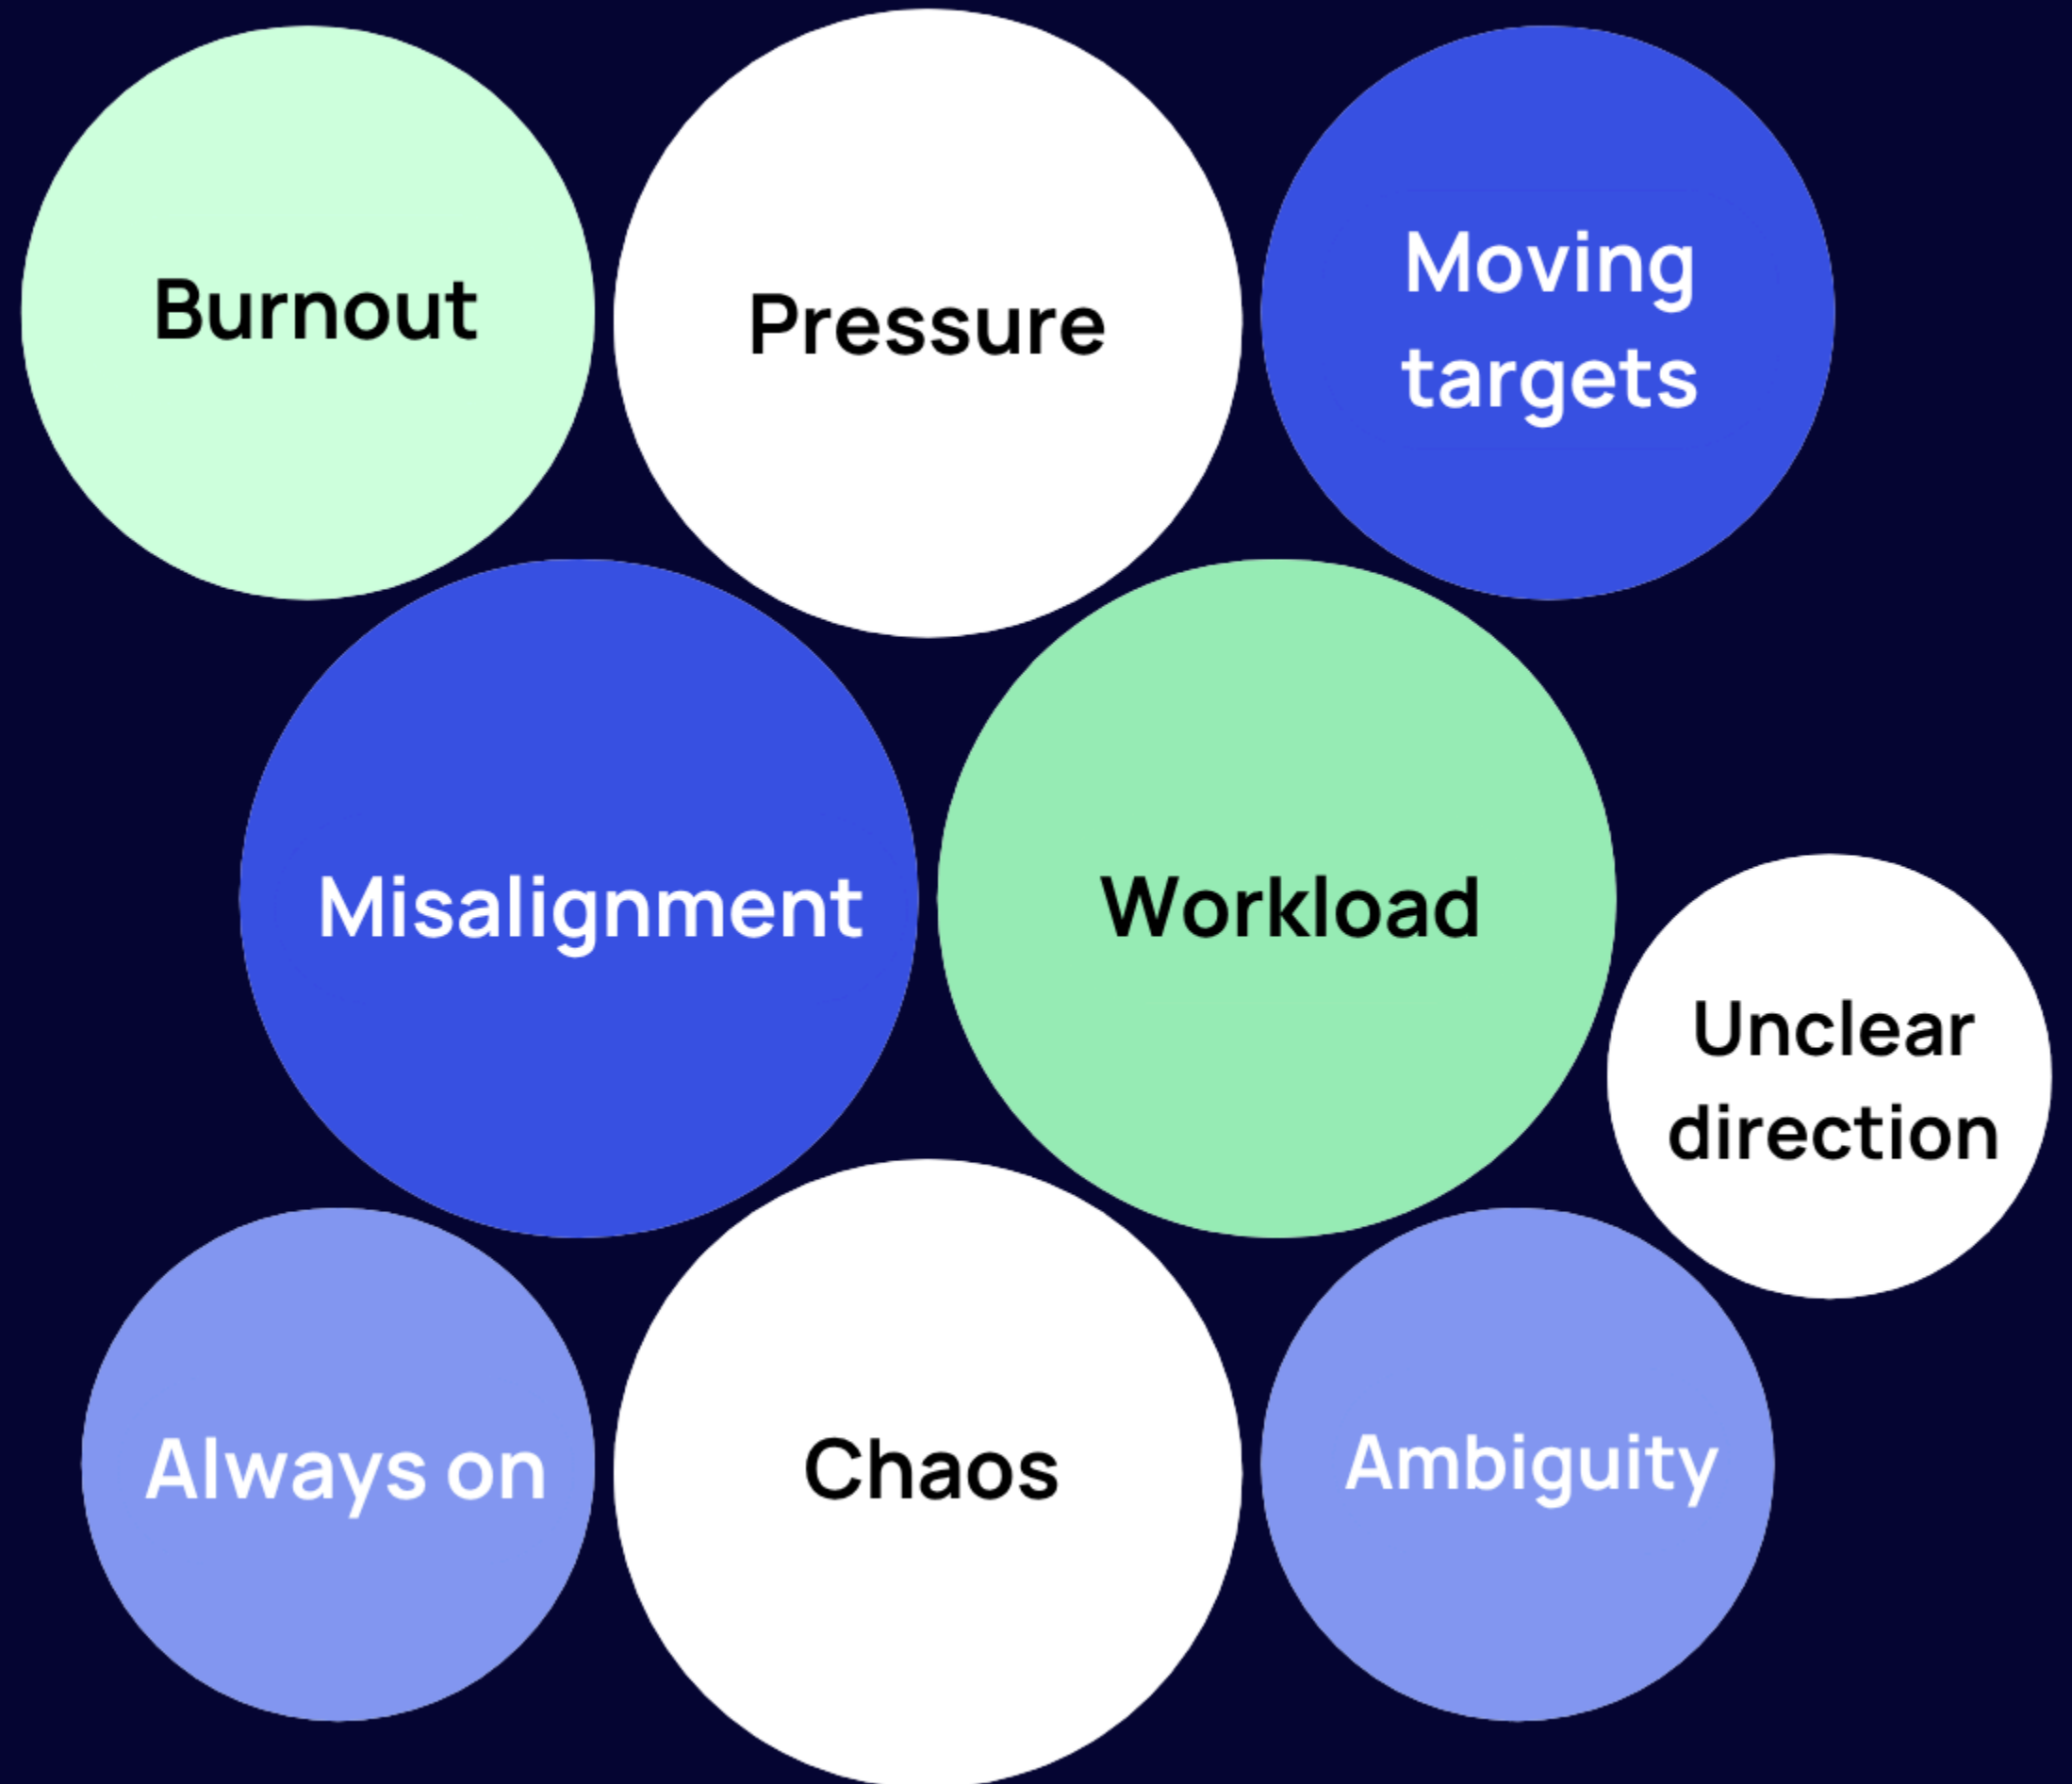 Burnout
Pressure
Moving
targets
Misalignment
Workload
Unclear
direction
Always on
Chaos
Ambiguity